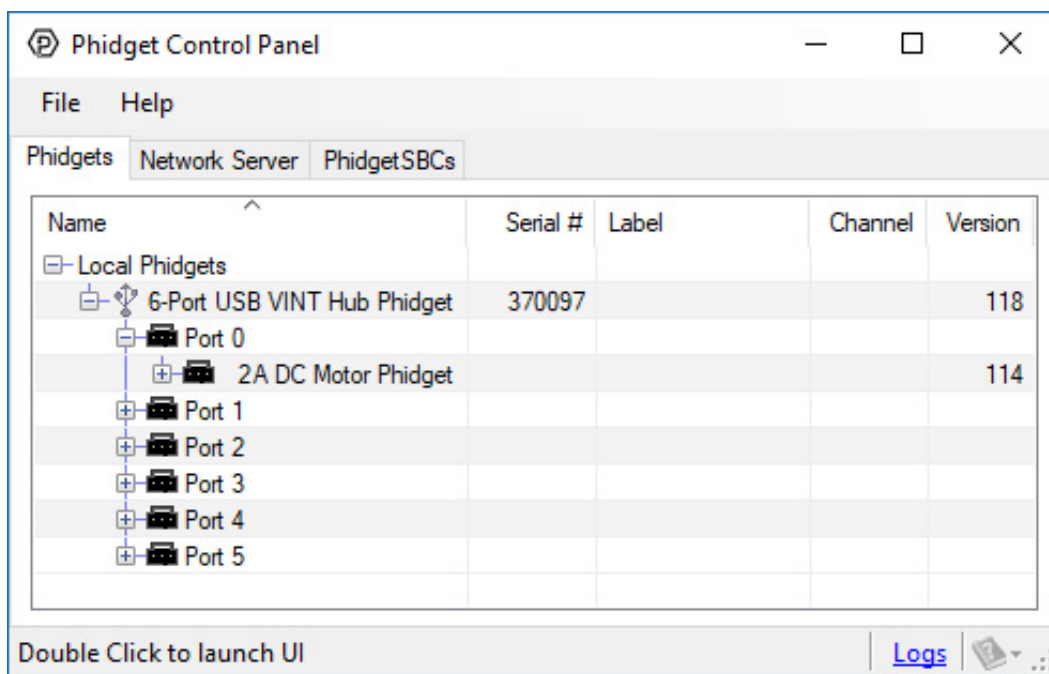 Phidget Control Panel
File Help
Phidgets Network Server PhidgetSBCs
Name Serial # Label Channel Version
Local Phidgets
6-Port USB VINT Hub Phidget 370097 118
Port 0
2A DC Motor Phidget 114
Port 1
Port 2
Port 3
Port 4
Port 5
Double Click to launch UI Logs